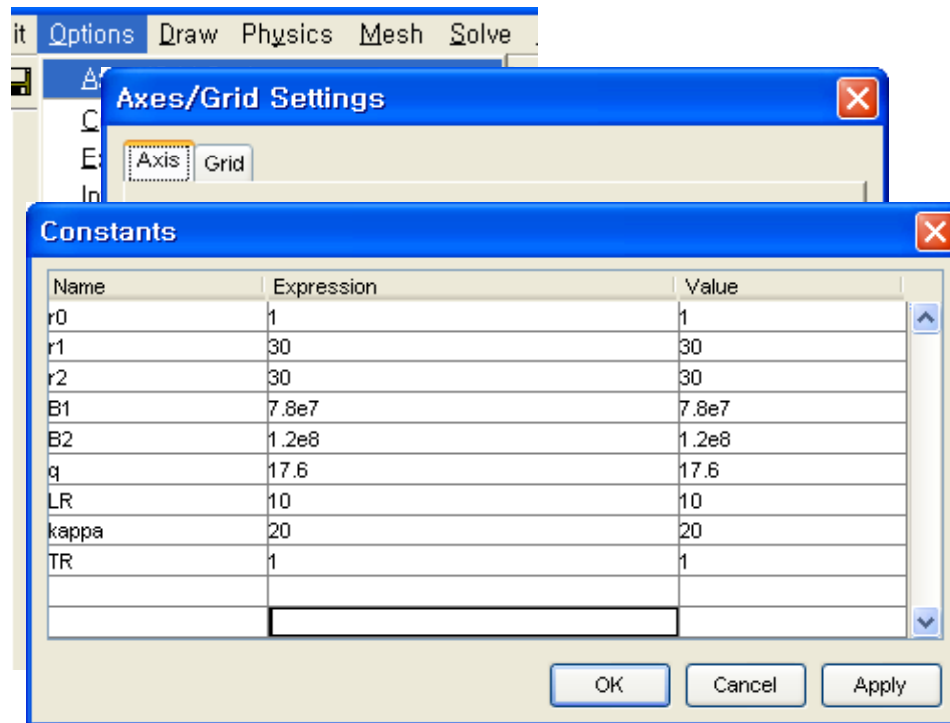 it Options Draw Physics Mesh Solve
Axes/Grid Settings
Axis Grid
Constants
Name Expression Value
r0 1 1
r1 30 30
r2 30 30
B1 7.8e7 7.8e7
B2 1.2e8 1.2e8
q 17.6 17.6
LR 10 10
kappa 20 20
TR 1 1
OK Cancel Apply